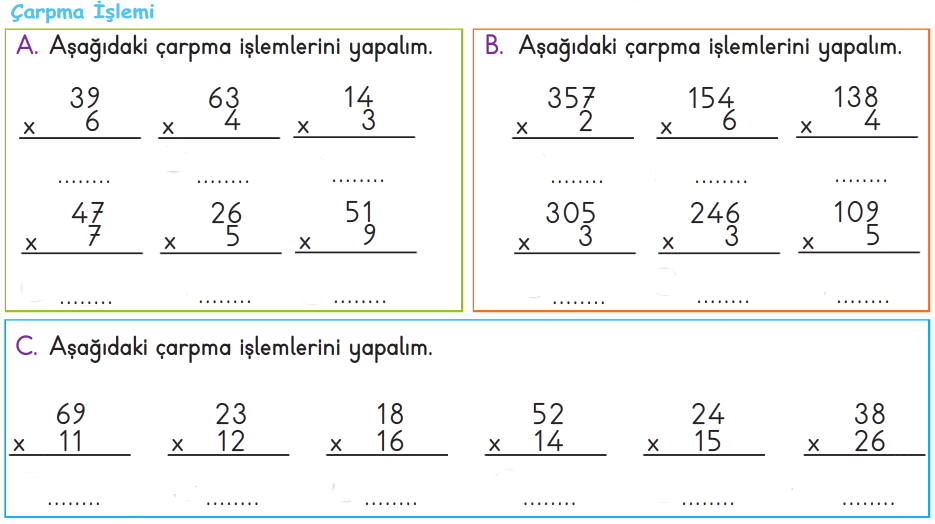 Çarpma İşlemi
A. Aşağıdaki çarpma işlemlerini yapalım.
39 63 14
x 6 x 4 x 3
........ ........ ........
47 26 51
x 7 x 5 x 9
........ ........ ........
B. Aşağıdaki çarpma işlemlerini yapalım.
357 154 138
x 2 x 6 x 4
........ ........ ........
305 246 109
x 3 x 3 x 5
........ ........ ........
C. Aşağıdaki çarpma işlemlerini yapalım.
69 23 18 52 24 38
x 11 x 12 x 16 x 14 x 15 x 26
........ ........ ........ ........ ........ ........